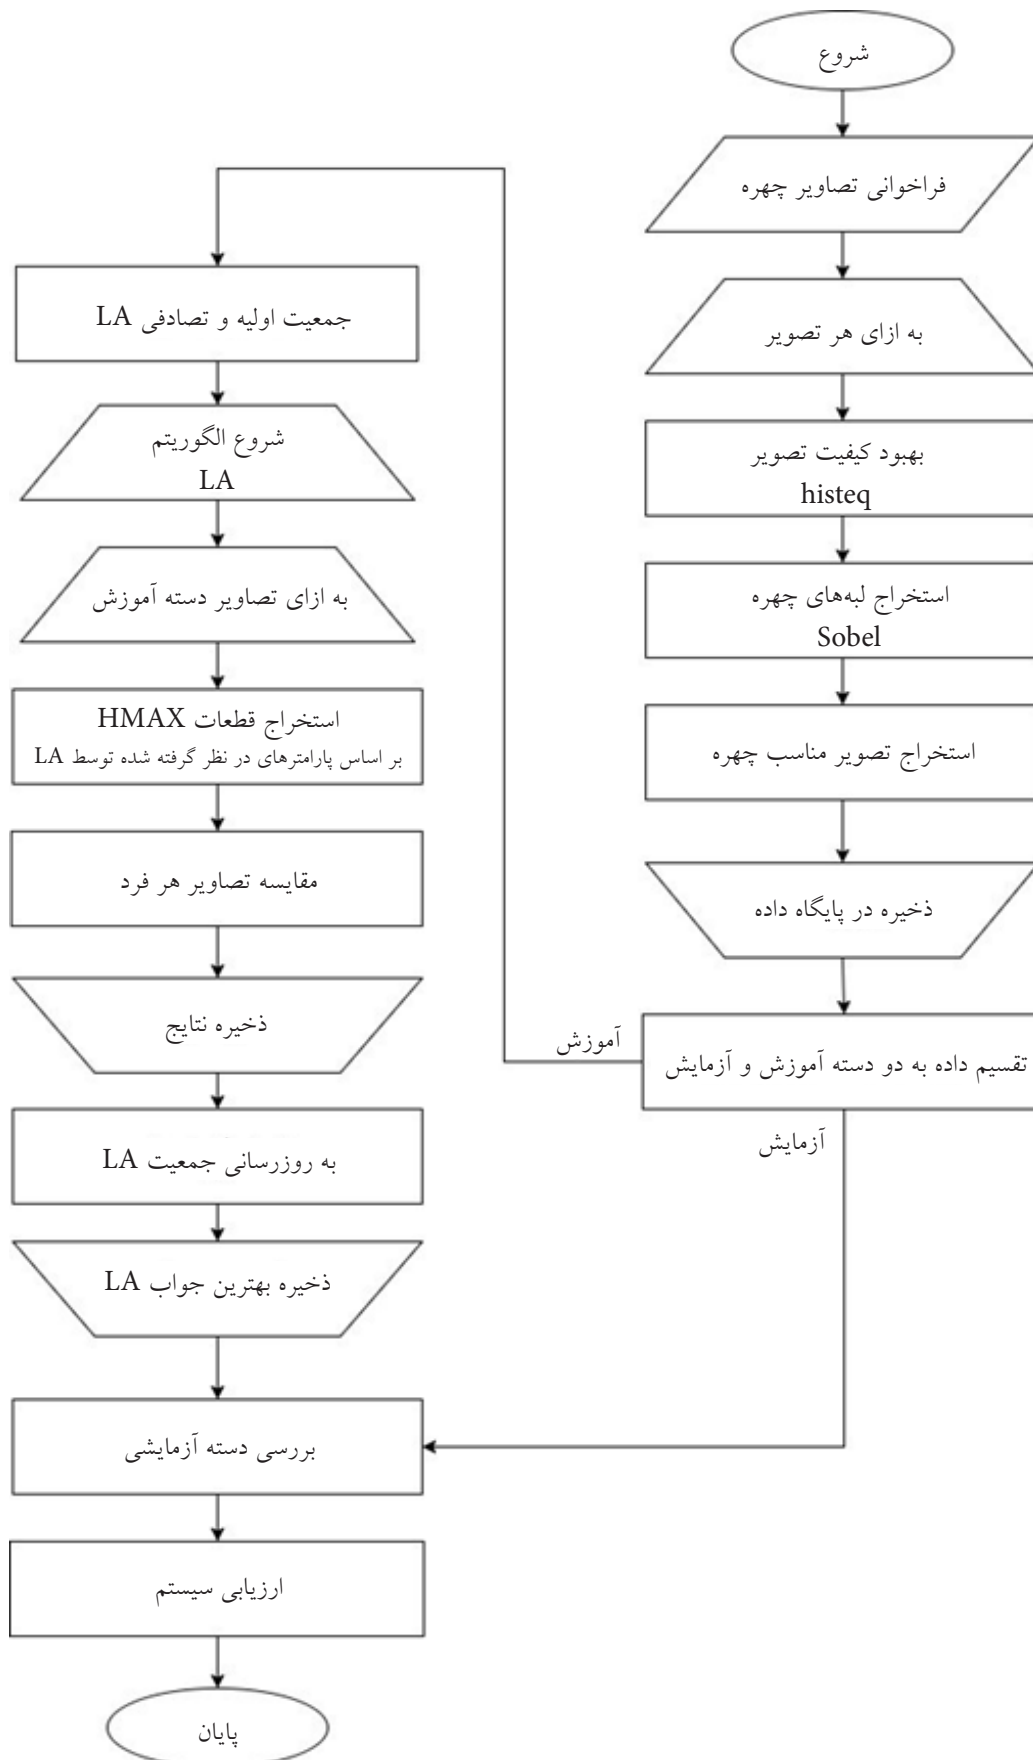 شروع
فراخوانی تصاویر چهره
به ازای هر تصویر
بهبود کیفیت تصویر
histeq
استخراج لبه‌های چهره
Sobel
استخراج تصویر مناسب چهره
ذخیره در پایگاه داده
تقسیم داده به دو دسته آموزش و آزمایش
آموزش
آزمایش
جمعیت اولیه و تصادفی LA
شروع الگوریتم
LA
به ازای تصاویر دسته آموزش
استخراج قطعات HMAX
بر اساس پارامترهای در نظر گرفته شده توسط LA
مقایسه تصاویر هر فرد
ذخیره نتایج
به روزرسانی جمعیت LA
ذخیره بهترین جواب LA
بررسی دسته آزمایشی
ارزیابی سیستم
پایان